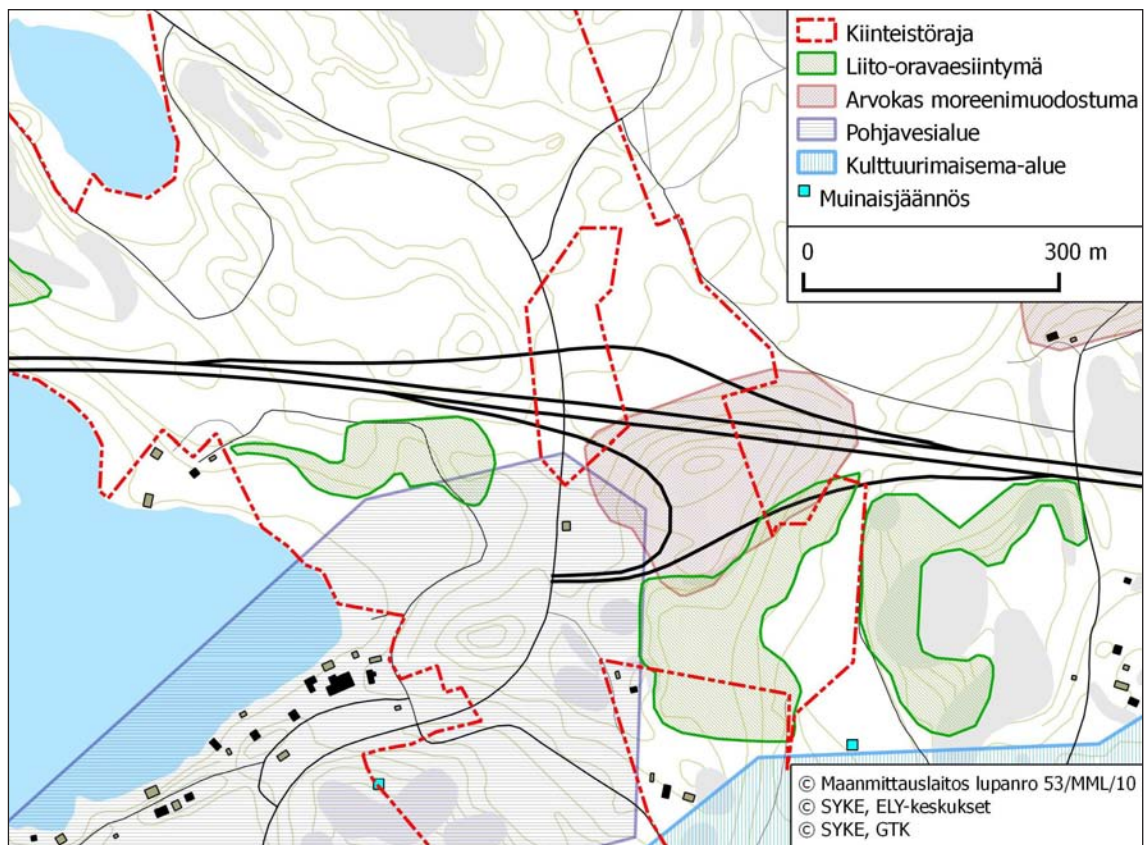 Kiinteistöraja
Liito-oravaesiintymä
Arvokas moreenimuodostuma
Pohjavesialue
Kulttuurimaisema-alue
Muinaisjäännös
0 300 m
© Maanmittauslaitos lupanro 53/MML/10
© SYKE, ELY-keskukset
© SYKE, GTK